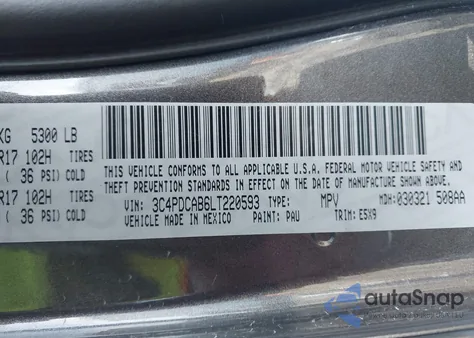 KG 5300 LB
R17 102H TIRES
( 36 PSI) COLD
R17 102H TIRES
( 36 PSI) COLD
THIS VEHICLE CONFORMS TO ALL APPLICABLE U.S.A. FEDERAL MOTOR VEHICLE SAFETY AND
THEFT PREVENTION STANDARDS IN EFFECT ON THE DATE OF MANUFACTURE SHOWN ABOVE.
VIN: 3C4PDCAB6LT220593 TYPE: MPV MDH: 030321 508AA
VEHICLE MADE IN MEXICO PAINT: PAU TRIM: E5X9
autoSnap